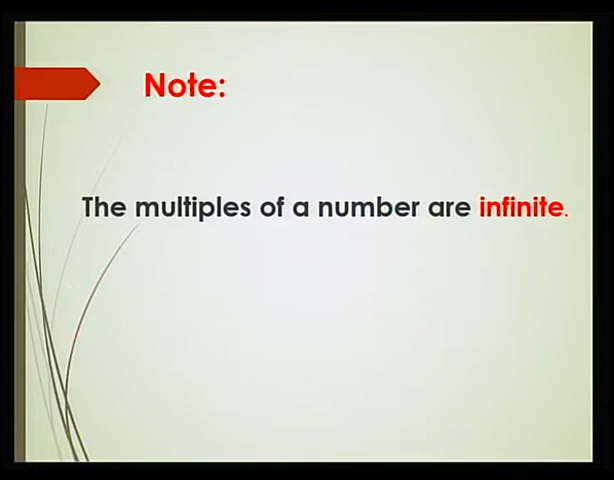 Note:
The multiples of a number are infinite.